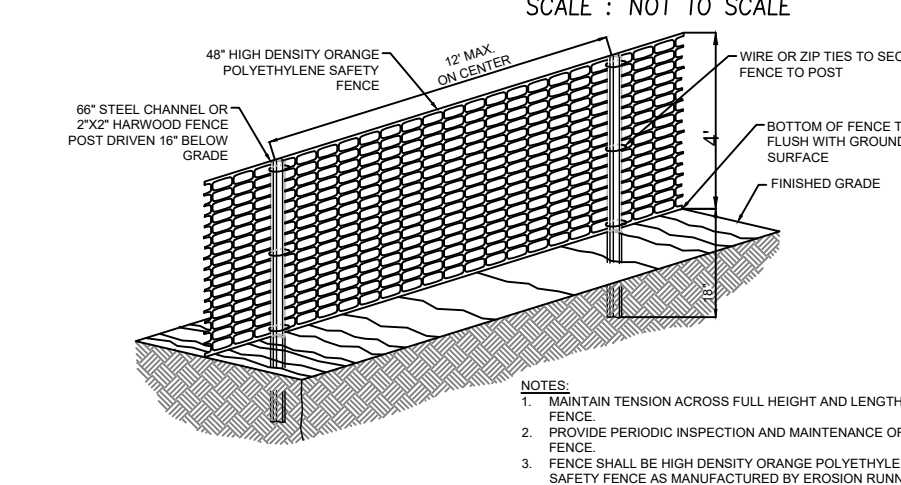 SCALE : NOT TO SCALE
48" HIGH DENSITY ORANGE
POLYETHYLENE SAFETY
FENCE
12' MAX.
ON CENTER
WIRE OR ZIP TIES TO
FENCE TO POST
66" STEEL CHANNEL OR
2"X2" HARWOOD FENCE
POST DRIVEN 16" BELOW
GRADE
4'
BOTTOM OF FENCE
FLUSH WITH GROUND
SURFACE
FINISHED GRADE
18"
NOTES:
1. MAINTAIN TENSION ACROSS FULL HEIGHT AND LENGTH
FENCE.
2. PROVIDE PERIODIC INSPECTION AND MAINTENANCE OF
FENCE.
3. FENCE SHALL BE HIGH DENSITY ORANGE
SAFETY FENCE AS MANUFACTURED BY EROSION